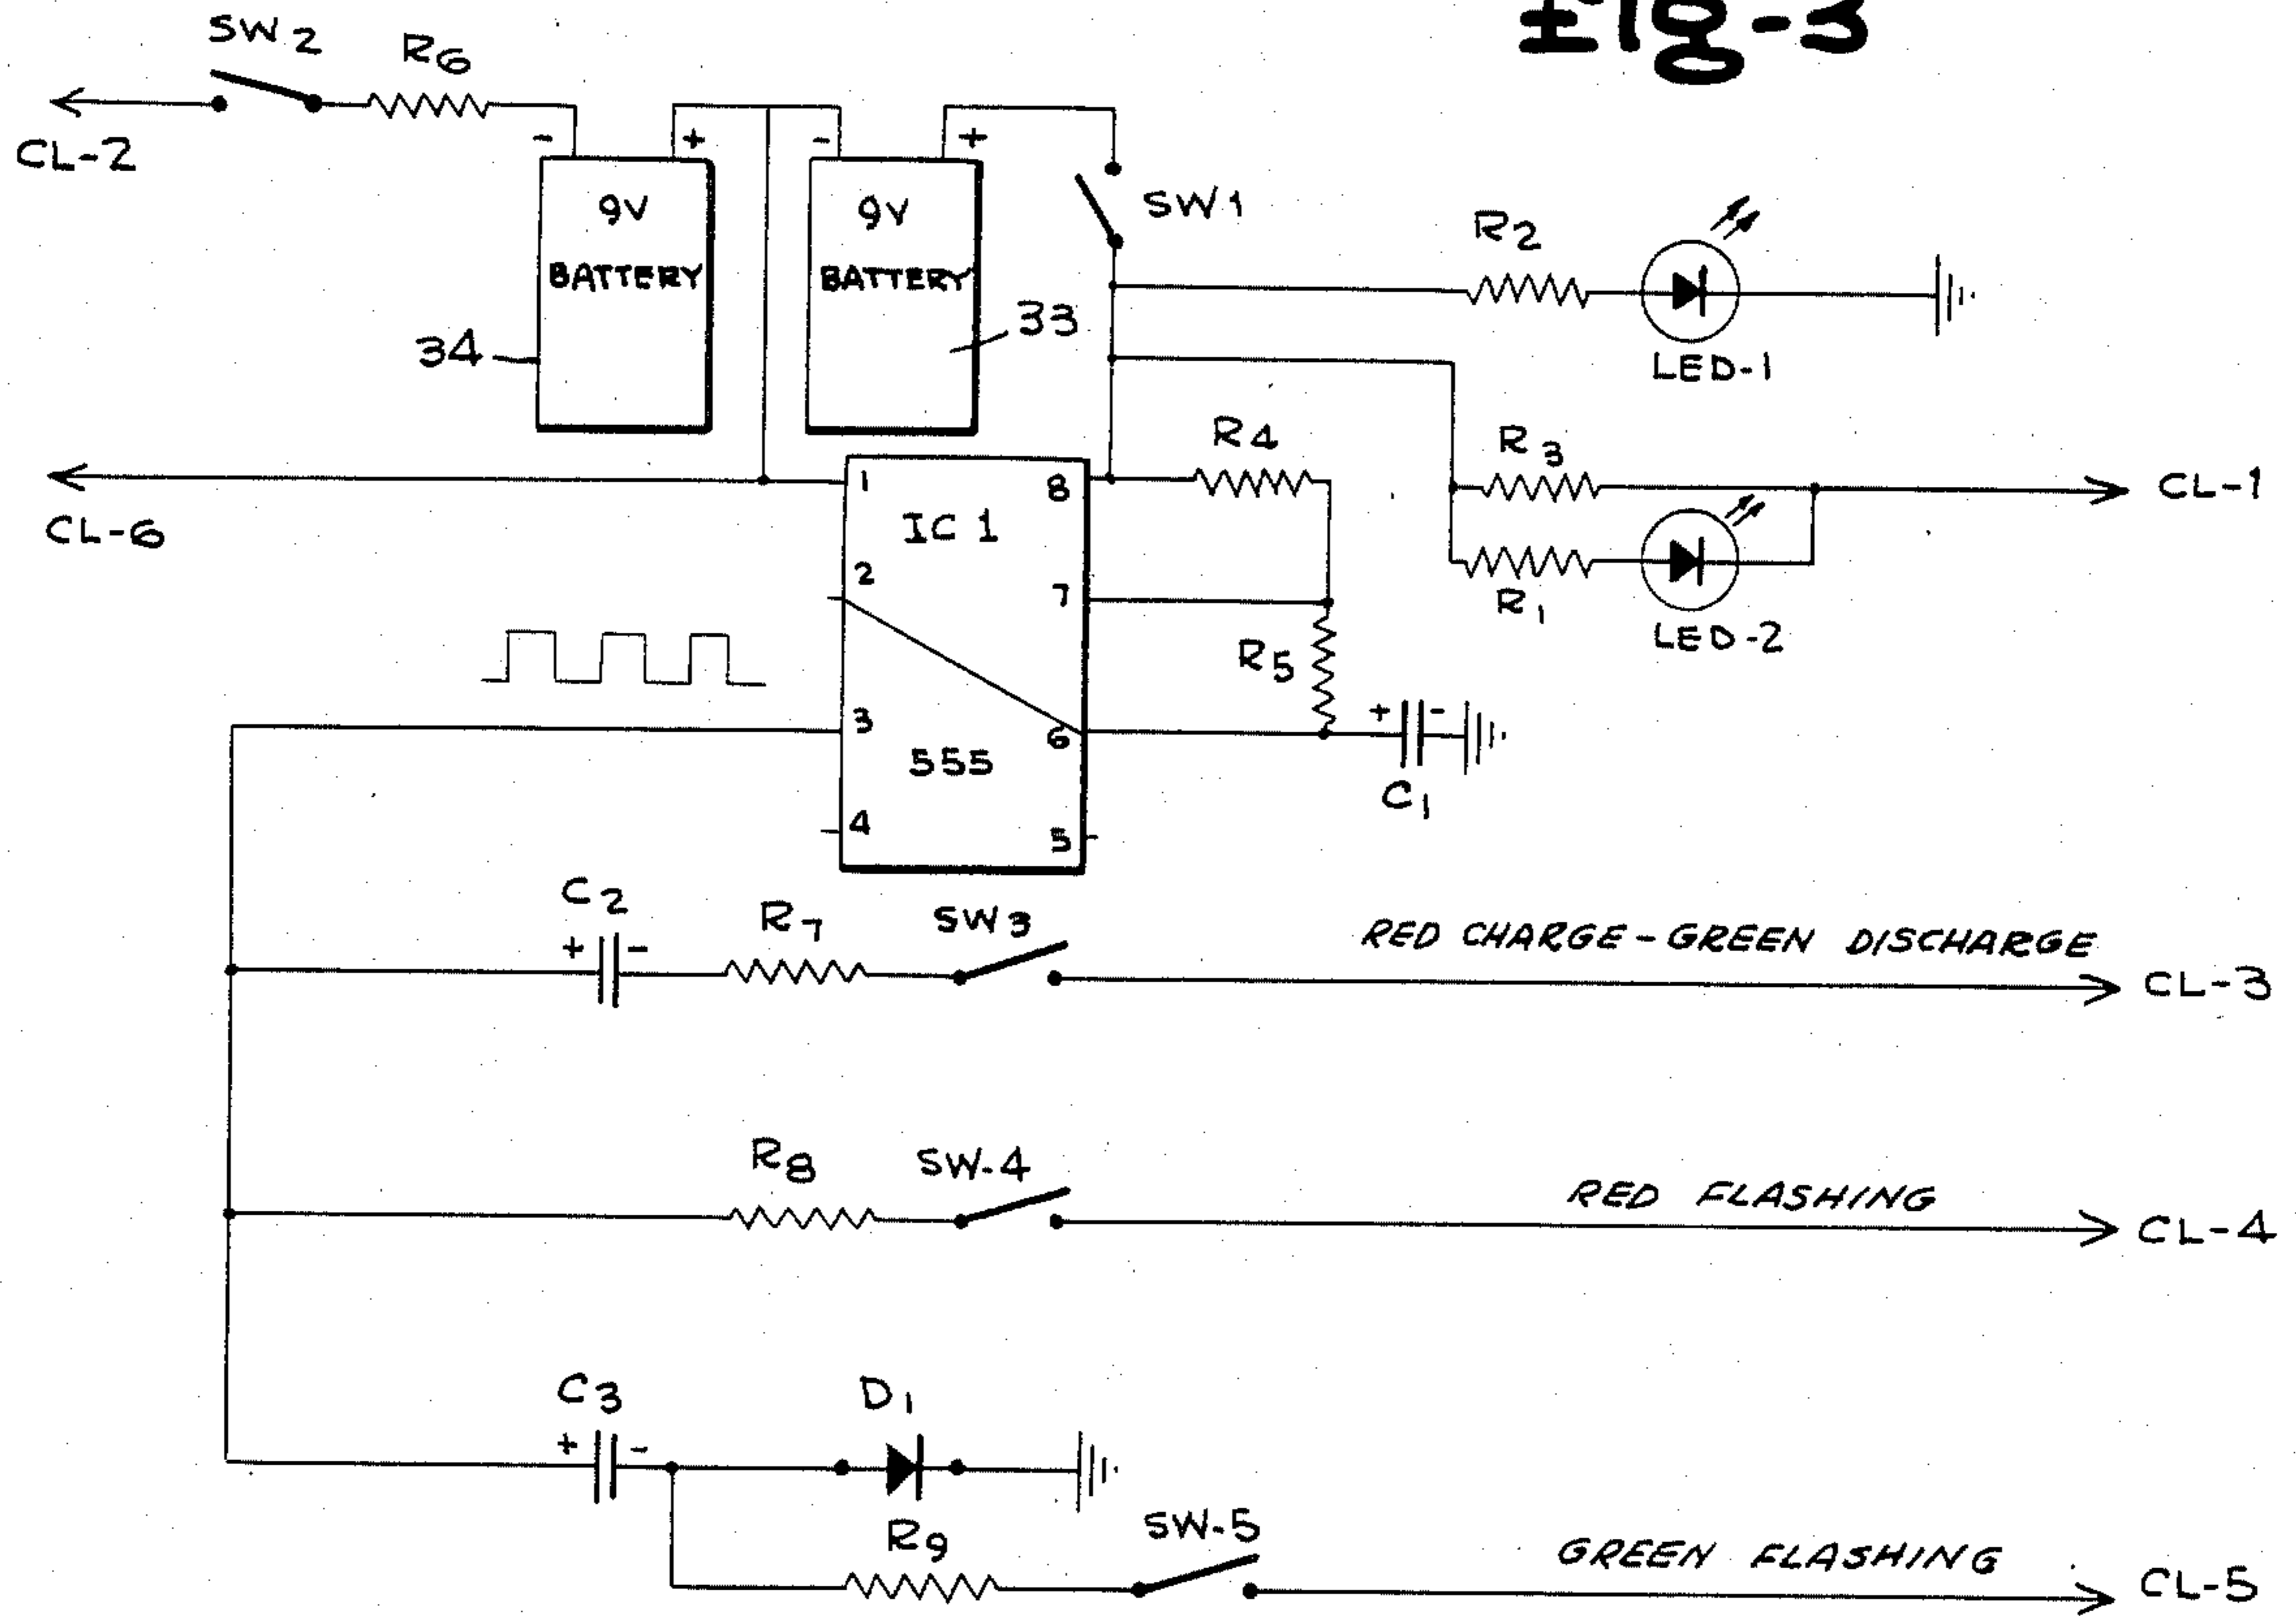 Fig-3
SW2
R6
CL-2
- +
- +
9V
BATTERY
9V
BATTERY
SW1
34
33
R2
LED-1
R4
R3
CL-1
CL-6
1
8
IC 1
2
7
R1
LED-2
R5
3
6
+ -
555
C1
4
5
C2
+ -
R7
SW3
RED CHARGE-GREEN DISCHARGE
CL-3
R8
SW-4
RED FLASHING
CL-4
C3
+ -
D1
R9
SW-5
GREEN FLASHING
CL-5